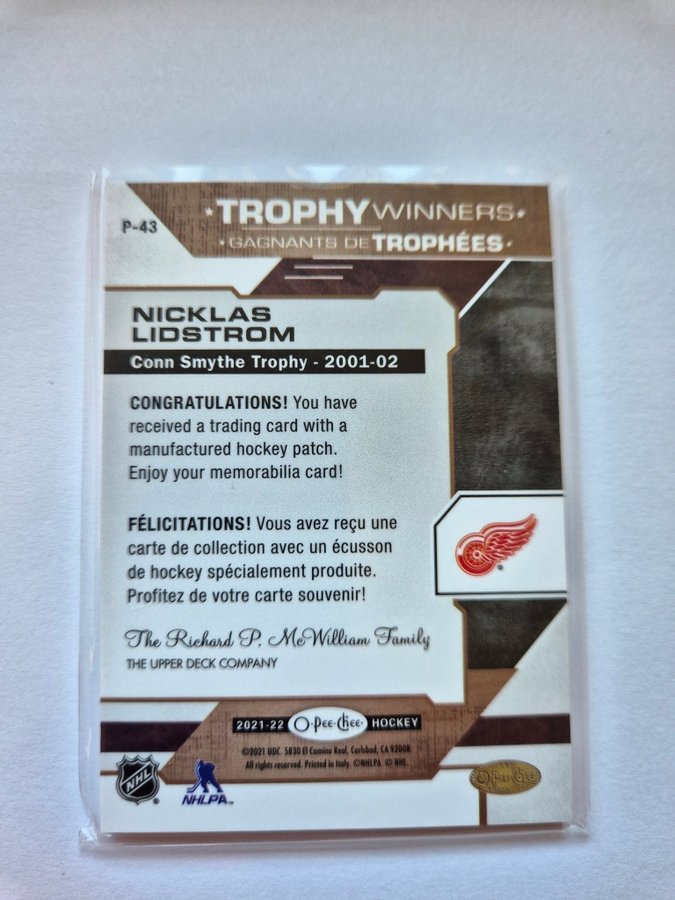 P-43
TROPHY WINNERS
GAGNANTS DE TROPHÉES
NICKLAS
LIDSTROM
Conn Smythe Trophy - 2001-02
CONGRATULATIONS! You have
received a trading card with a
manufactured hockey patch.
Enjoy your memorabilia card!
FÉLICITATIONS! Vous avez reçu une
carte de collection avec un écusson
de hockey spécialement produite.
Profitez de votre carte souvenir!
The Richard P. McWilliam Family
THE UPPER DECK COMPANY
2021-22 O-Pee-Chee HOCKEY
©2021 UDC. 5830 El Camino Real, Carlsbad, CA 92008.
All rights reserved. Printed in Italy. ©NHLPA. © NHL.
NHL
NHLPA
O-Pee-Chee